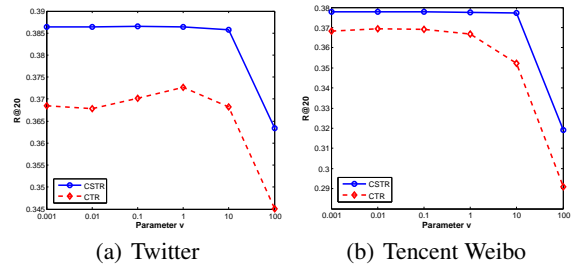 0.39
0.385
0.38
0.375
0.37
0.365
0.36
0.355
0.35
0.345
R@20
CSTR
CTR
0.001 0.01 0.1 1 10 100
Parameter v
(a) Twitter
0.38
0.37
0.36
0.35
0.34
0.33
0.32
0.31
0.3
0.29
R@20
CSTR
CTR
0.001 0.01 0.1 1 10 100
Parameter v
(b) Tencent Weibo